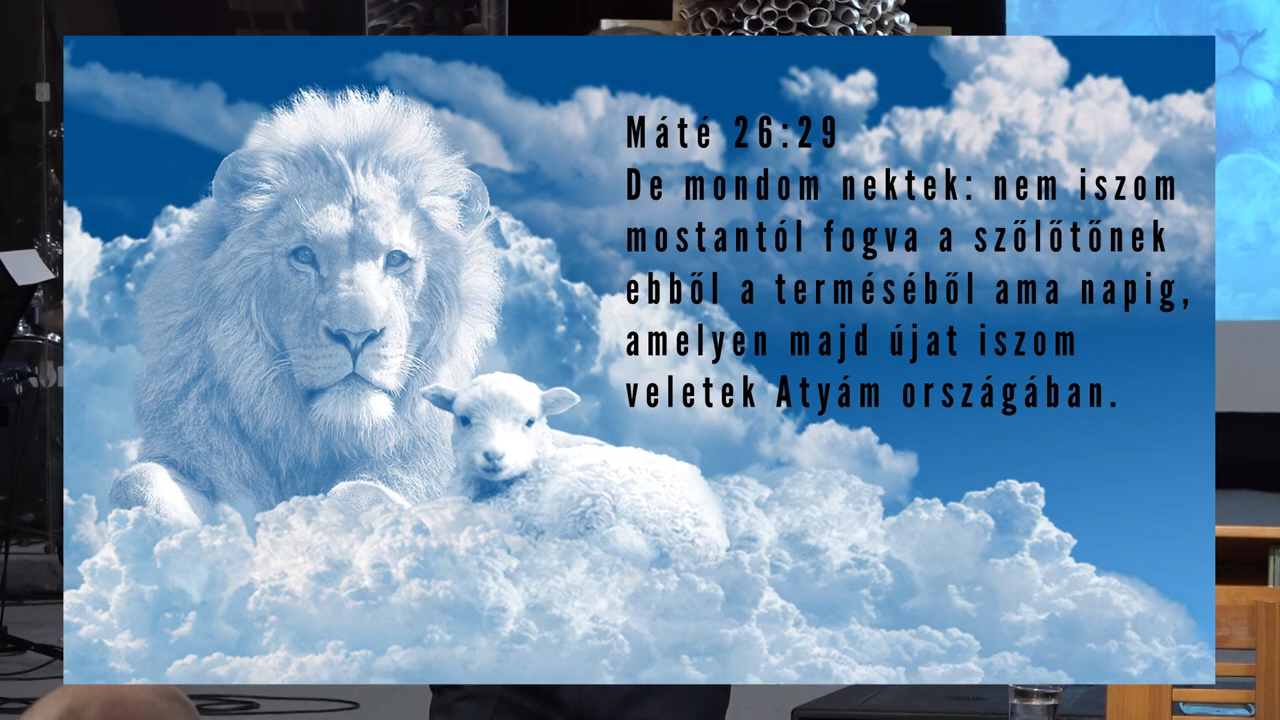 Máté 26:29
De mondom nektek: nem iszom
mostantól fogva a szőlőtőnek
ebből a terméséből ama napig,
amelyen majd újat iszom
veletek Atyám országában.